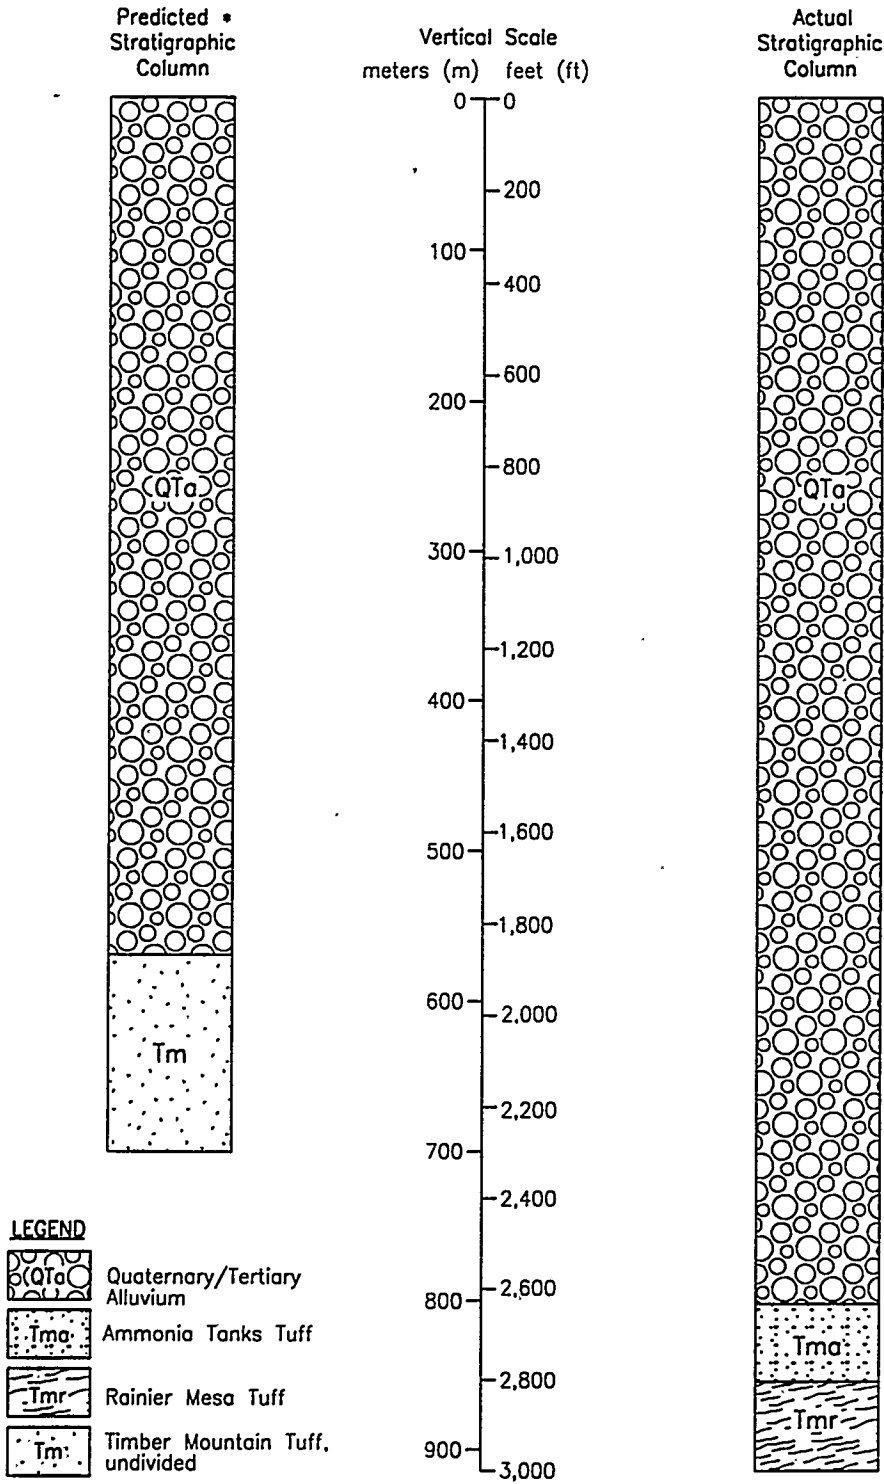 Predicted *
Stratigraphic
Column
Vertical Scale
meters (m) feet (ft)
Actual
Stratigraphic
Column
0 0
200
100
400
600
200
800
QTa
QTa
300
1,000
1,200
400
1,400
1,600
500
1,800
600
2,000
Tm
2,200
700
2,400
2,600
800
Tma
2,800
Tmr
900
3,000
LEGEND
QTa Quaternary/Tertiary
Alluvium
Tma Ammonia Tanks Tuff
Tmr Rainier Mesa Tuff
Tm Timber Mountain Tuff,
undivided